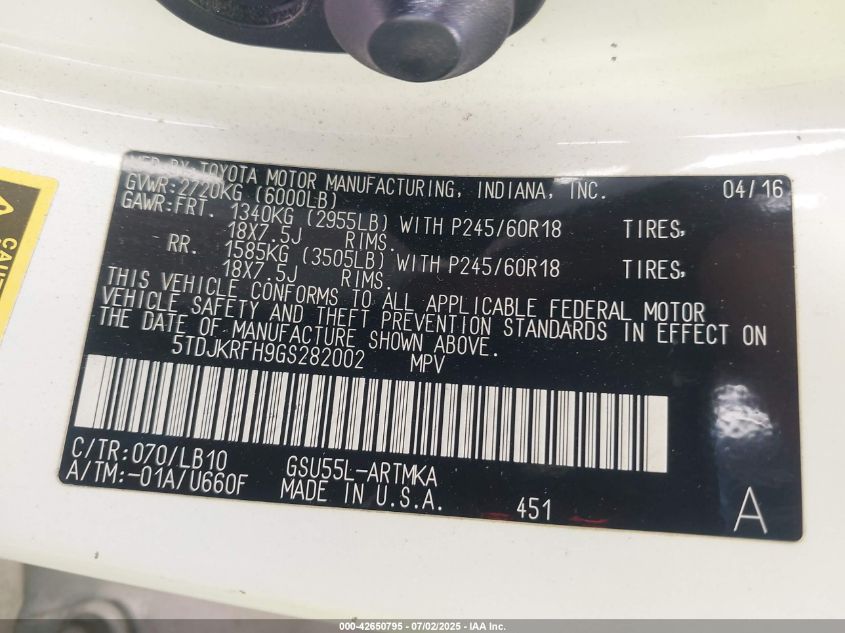 MFD BY TOYOTA MOTOR MANUFACTURING, INDIANA, INC. 04/16
GVWR:2720KG (6000LB)
GAWR:FRT. 1340KG (2955LB) WITH P245/60R18 TIRES,
18X7.5J RIMS.
RR. 1585KG (3505LB) WITH P245/60R18 TIRES,
18X7.5J RIMS.
THIS VEHICLE CONFORMS TO ALL APPLICABLE FEDERAL MOTOR
VEHICLE SAFETY AND THEFT PREVENTION STANDARDS IN EFFECT ON
THE DATE OF MANUFACTURE SHOWN ABOVE.
5TDJKRFH9GS282002 MPV
C/TR:070/LB10 GSU55L-ARTMKA
A/TM:-01A/U660F MADE IN U.S.A. 451 A
000-42650795 - 07/02/2025 - IAA Inc.